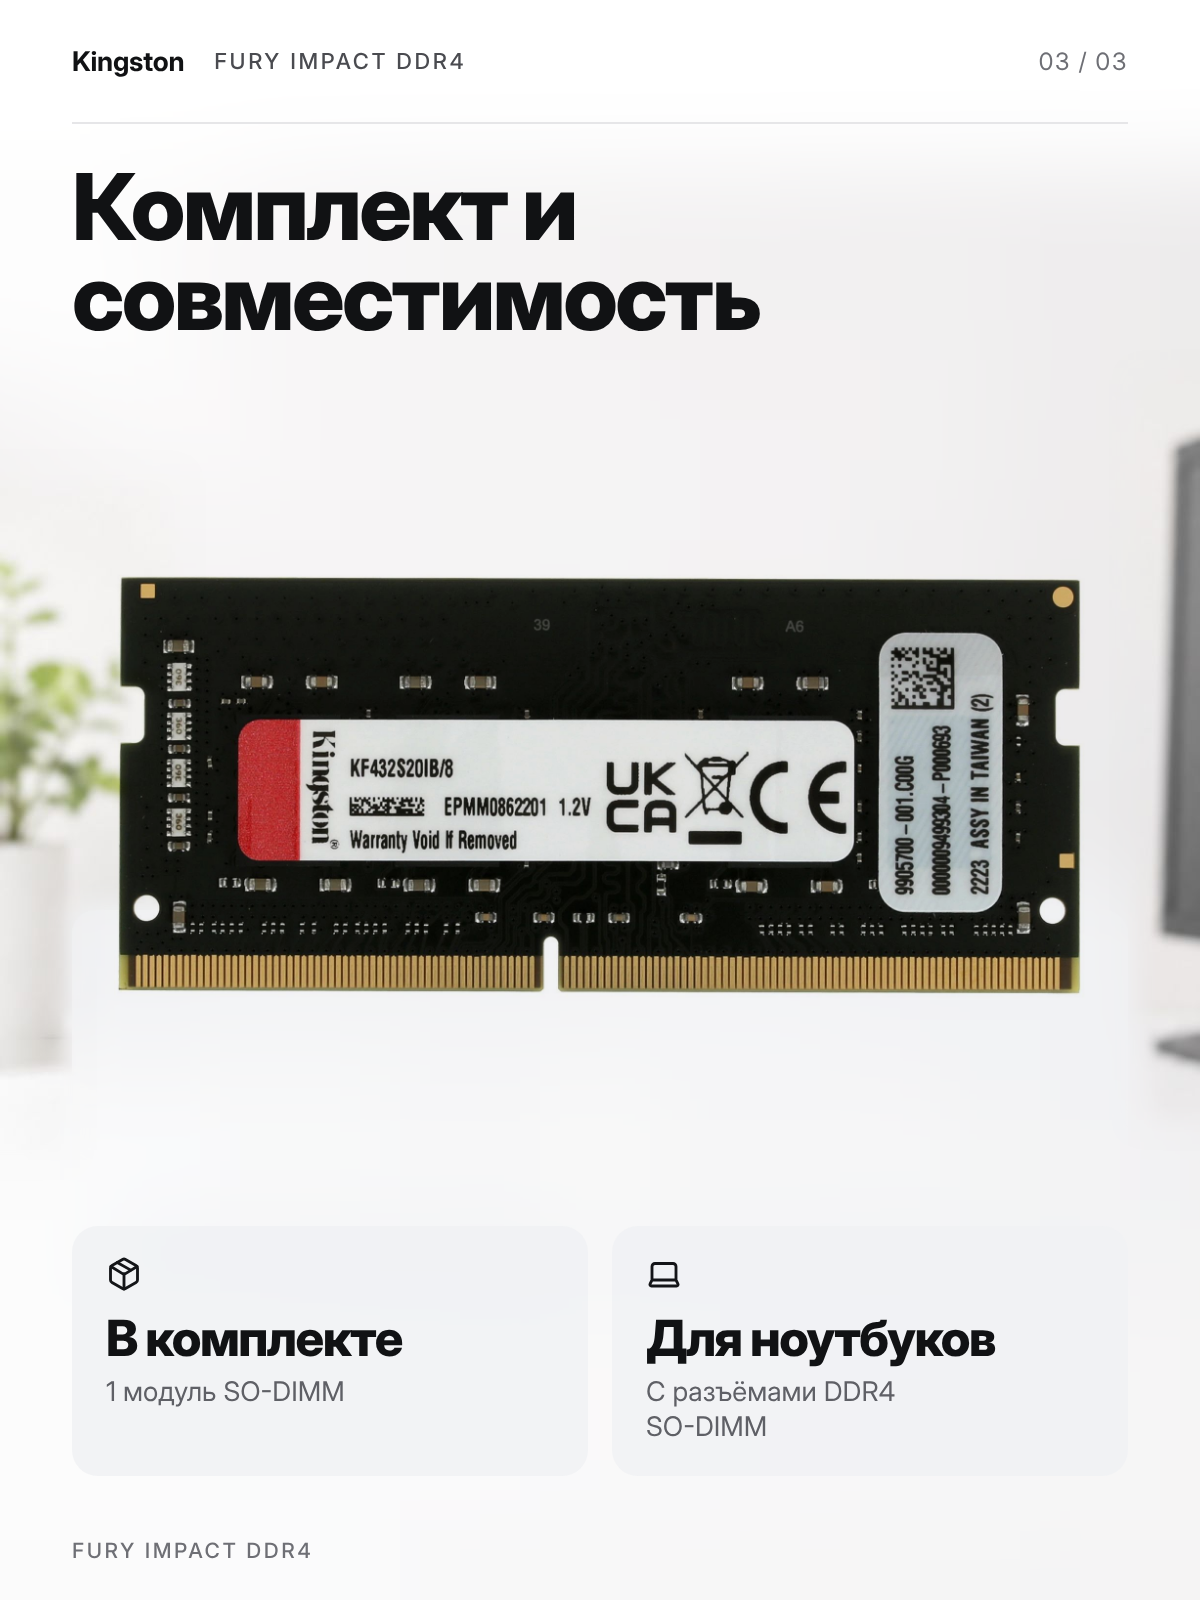 Kingston FURY IMPACT DDR4 03 / 03
Комплект и
совместимость
39 A6
Kingston®
KF432S20IB/8
EPMM0862201 1.2V
Warranty Void If Removed
UK
CA
CE
9905700-001.C00G
0000009499304-P000693
2223 ASSY IN TAIWAN (2)
В комплекте
1 модуль SO-DIMM
Для ноутбуков
С разъёмами DDR4
SO-DIMM
FURY IMPACT DDR4